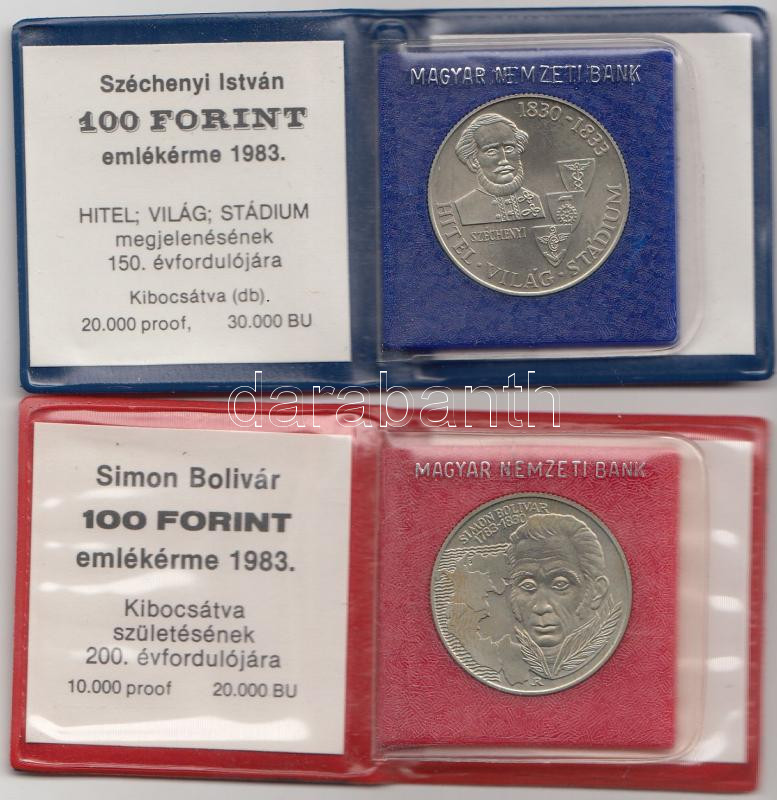 Széchenyi István
100 FORINT
emlékérme 1983.
HITEL; VILÁG; STÁDIUM
megjelenésének
150. évfordulójára
Kibocsátva (db).
20.000 proof, 30.000 BU
MAGYAR NEMZETI BANK
1830-1833
SZÉCHENYI
HITEL · VILÁG · STÁDIUM
darabanth
Simon Bolivár
100 FORINT
emlékérme 1983.
Kibocsátva
születésének
200. évfordulójára
10.000 proof 20.000 BU
MAGYAR NEMZETI BANK
SIMON BOLIVAR
1783-1830